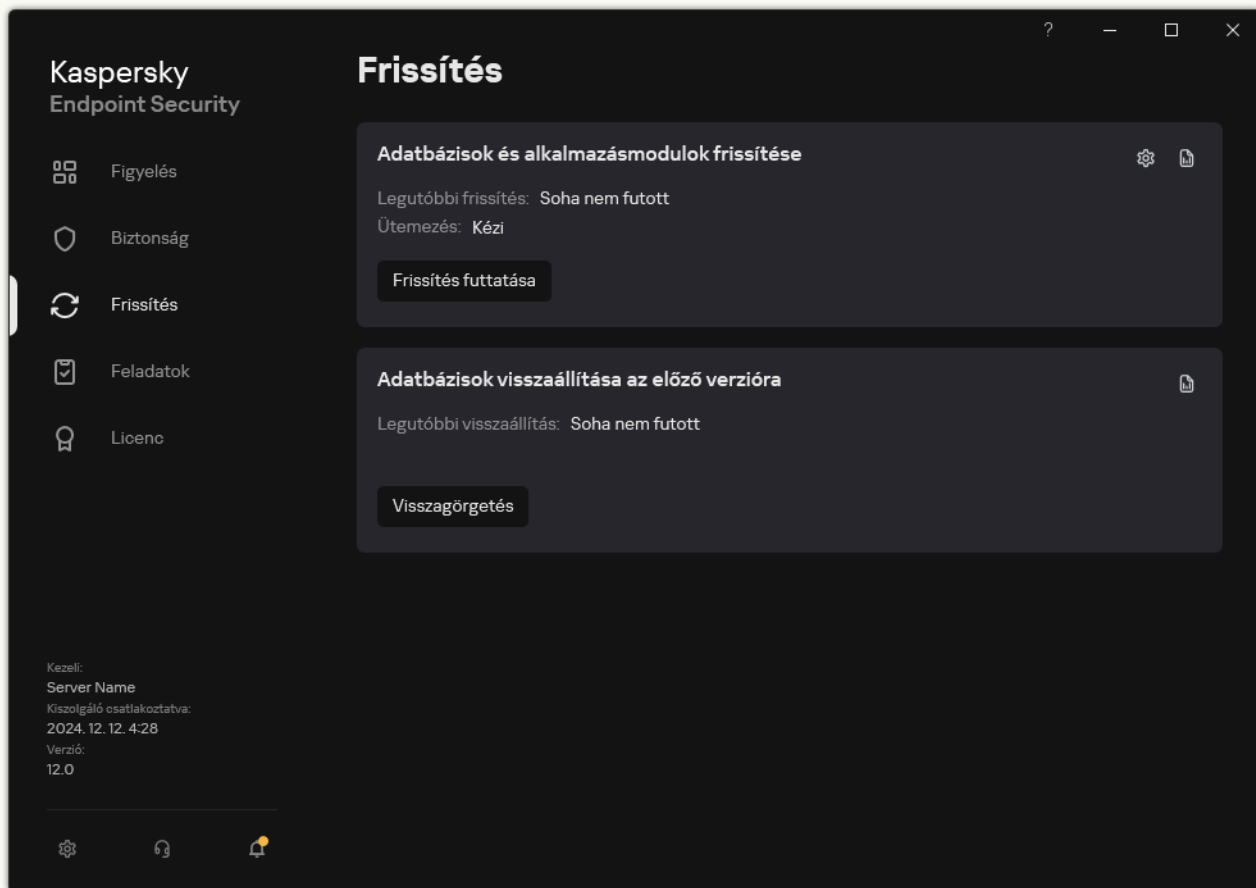 ?
Kaspersky
Endpoint Security
Figyelés
Biztonság
Frissítés
Feladatok
Licenc
Kezeli:
Server Name
Kiszolgáló csatlakoztatva:
2024. 12. 12. 4:28
Verzió:
12.0
Frissítés
Adatbázisok és alkalmazásmodulok frissítése
Legutóbbi frissítés: Soha nem futott
Ütemezés: Kézi
Frissítés futtatása
Adatbázisok visszaállítása az előző verzióra
Legutóbbi visszaállítás: Soha nem futott
Visszagörgetés